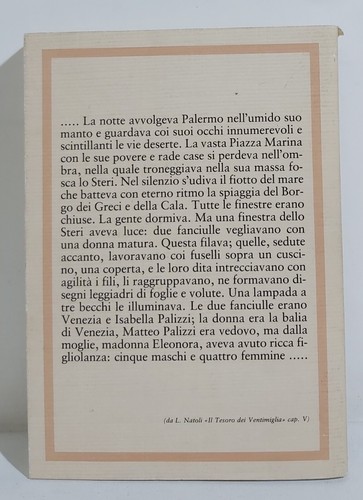 ..... La notte avvolgeva Palermo nell'umido suo
manto e guardava coi suoi occhi innumerevoli e
scintillanti le vie deserte. La vasta Piazza Marina
con le sue povere e rade case si perdeva nell'om-
bra, nella quale troneggiava nella sua massa fo-
sca lo Steri. Nel silenzio s'udiva il fiotto del mare
che batteva con eterno ritmo la spiaggia del Bor-
go dei Greci e della Cala. Tutte le finestre erano
chiuse. La gente dormiva. Ma una finestra dello
Steri aveva luce: due fanciulle vegliavano con
una donna matura. Questa filava; quelle, sedute
accanto, lavoravano coi fuselli sopra un cusci-
no, una coperta, e le loro dita intrecciavano con
agilità i fili, li raggruppavano, ne formavano di-
segni leggiadri di foglie e volute. Una lampada a
tre becchi le illuminava. Le due fanciulle erano
Venezia e Isabella Palizzi; la donna era la balia
di Venezia, Matteo Palizzi era vedovo, ma dalla
moglie, madonna Eleonora, aveva avuto ricca fi-
gliolanza: cinque maschi e quattro femmine .....
(da L. Natoli «Il Tesoro dei Ventimiglia» cap. V)